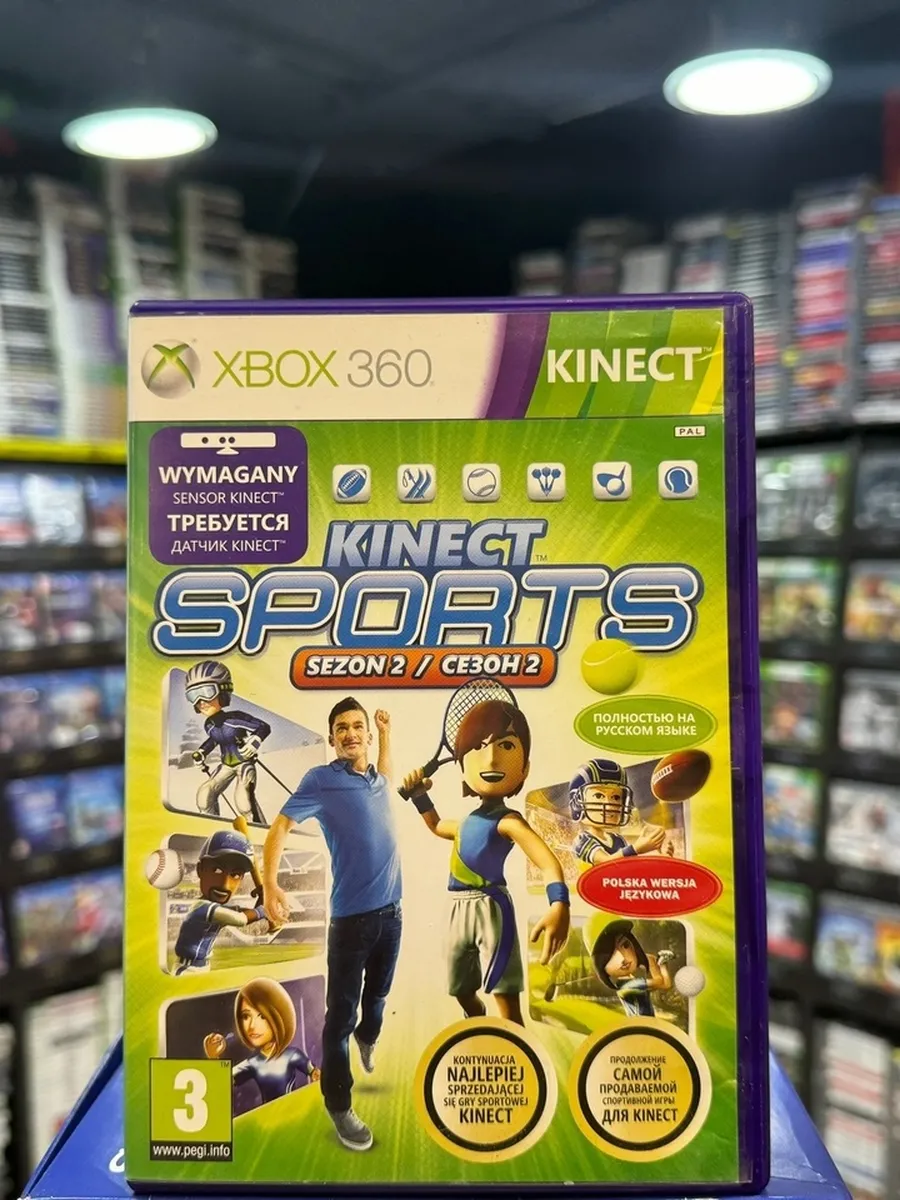 XBOX 360
KINECT™
PAL
WYMAGANY
SENSOR KINECT™
ТРЕБУЕТСЯ
ДАТЧИК KINECT™
KINECT™
SPORTS
SEZON 2 / СЕЗОН 2
ПОЛНОСТЬЮ НА
РУССКОМ ЯЗЫКЕ
POLSKA WERSJA
JĘZYKOWA
KONTYNUACJA
NAJLEPIEJ
SPRZEDAJĄCEJ
SIĘ GRY SPORTOWEJ
KINECT
ПРОДОЛЖЕНИЕ
САМОЙ
ПРОДАВАЕМОЙ
СПОРТИВНОЙ ИГРЫ
ДЛЯ KINECT
3™
www.pegi.info